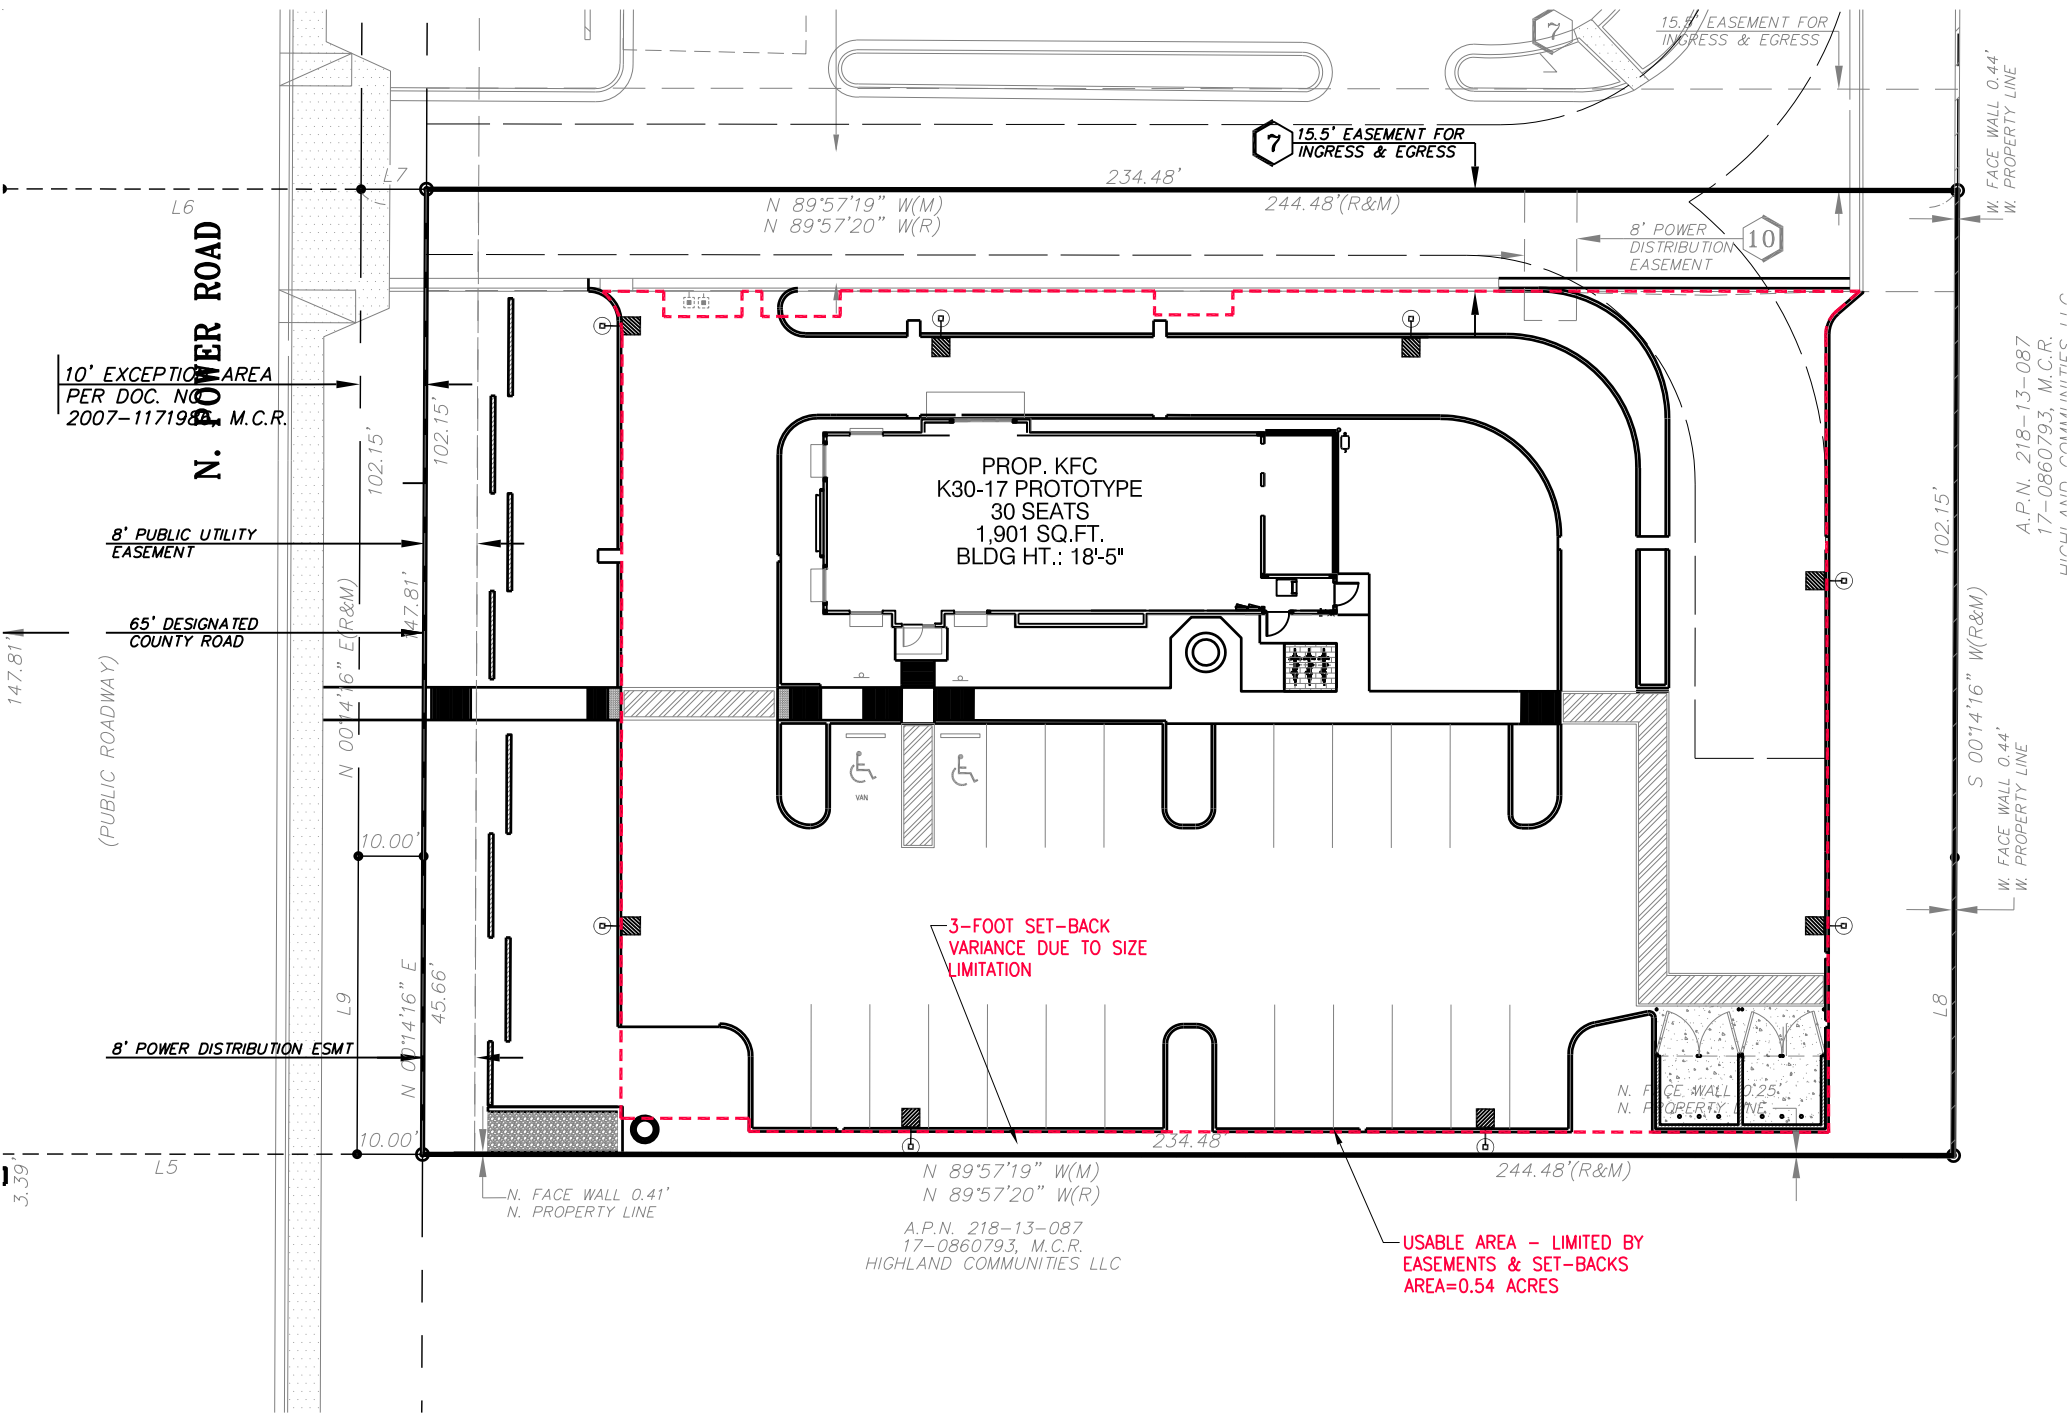 15.5' EASEMENT FOR
INGRESS & EGRESS
7
7
15.5' EASEMENT FOR
INGRESS & EGRESS
W. FACE WALL 0.44'
W. PROPERTY LINE
L7
L6
234.48'
N 89°57'19" W(M)
N 89°57'20" W(R)
244.48'(R&M)
8' POWER
DISTRIBUTION
EASEMENT
10
N. POWER ROAD
10' EXCEPTION AREA
PER DOC. NO
2007-1171986, M.C.R.
102.15'
102.15'
8' PUBLIC UTILITY
EASEMENT
65' DESIGNATED
COUNTY ROAD
147.81'
147.81'
(PUBLIC ROADWAY)
N 00°14'16" E(R&M)
PROP. KFC
K30-17 PROTOTYPE
30 SEATS
1,901 SQ.FT.
BLDG HT.: 18'-5"
A.P.N. 218-13-087
17-0860793, M.C.R.
HIGHLAND COMMUNITIES LLC
102.15'
S 00°14'16" W(R&M)
W. FACE WALL 0.44'
W. PROPERTY LINE
VAN
10.00'
3-FOOT SET-BACK
VARIANCE DUE TO SIZE
LIMITATION
N 00°14'16" E
45.66'
L9
L8
8' POWER DISTRIBUTION ESMT
N. FACE WALL 0.25'
N. PROPERTY LINE
10.00'
L5
3.39'
234.48'
N 89°57'19" W(M)
N 89°57'20" W(R)
244.48'(R&M)
N. FACE WALL 0.41'
N. PROPERTY LINE
A.P.N. 218-13-087
17-0860793, M.C.R.
HIGHLAND COMMUNITIES LLC
USABLE AREA - LIMITED BY
EASEMENTS & SET-BACKS
AREA=0.54 ACRES